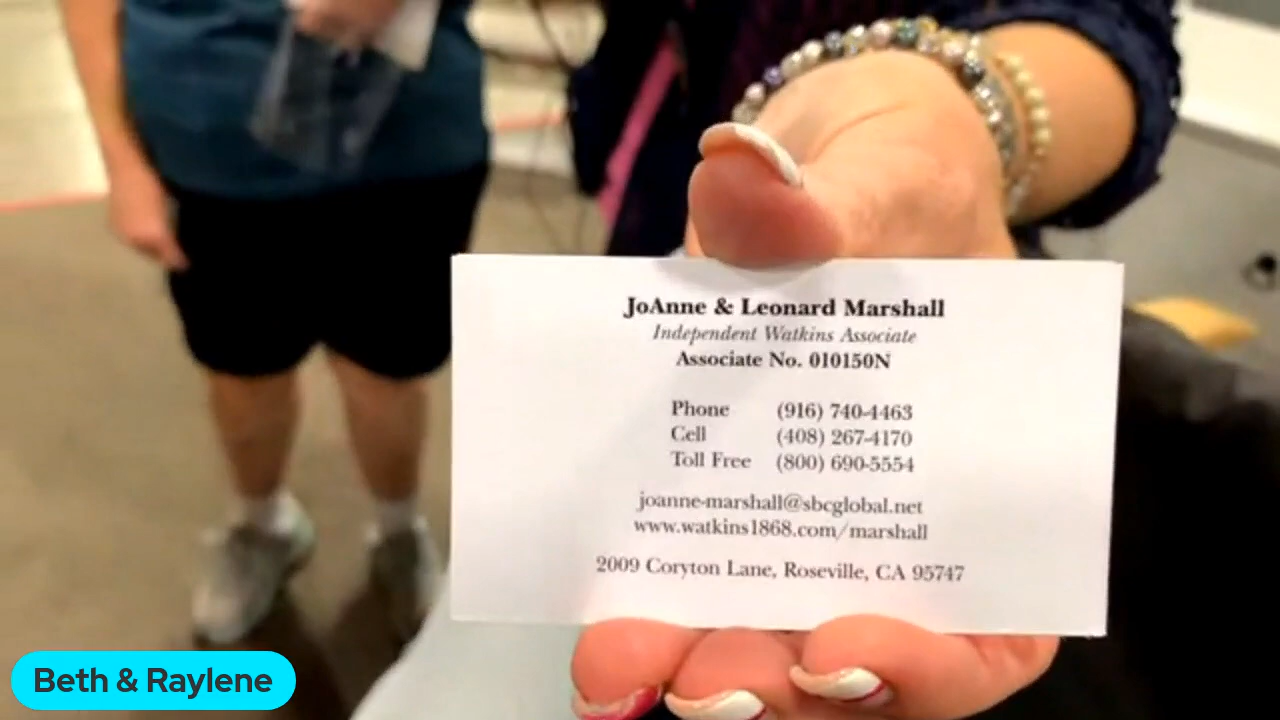 JoAnne & Leonard Marshall
Independent Watkins Associate
Associate No. 010150N
Phone (916) 740-4463
Cell (408) 267-4170
Toll Free (800) 690-5554
joanne-marshall@sbcglobal.net
www.watkins1868.com/marshall
2009 Coryton Lane, Roseville, CA 95747
Beth & Raylene